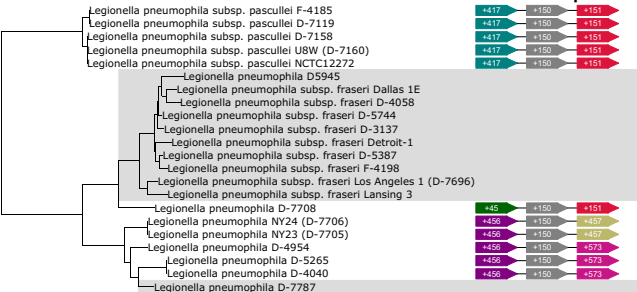 Legionella pneumophila subsp. pascullei F-4185 +417 +150 +151
Legionella pneumophila subsp. pascullei D-7119 +417 +150 +151
Legionella pneumophila subsp. pascullei D-7158 +417 +150 +151
Legionella pneumophila subsp. pascullei U8W (D-7160) +417 +150 +151
Legionella pneumophila subsp. pascullei NCTC12272 +417 +150 +151
Legionella pneumophila D5945
Legionella pneumophila subsp. fraseri Dallas 1E
Legionella pneumophila subsp. fraseri D-4058
Legionella pneumophila subsp. fraseri D-5744
Legionella pneumophila subsp. fraseri D-3137
Legionella pneumophila subsp. fraseri Detroit-1
Legionella pneumophila subsp. fraseri D-5387
Legionella pneumophila subsp. fraseri F-4198
Legionella pneumophila subsp. fraseri Los Angeles 1 (D-7696)
Legionella pneumophila subsp. fraseri Lansing 3
Legionella pneumophila D-7708 +45 +150 +151
Legionella pneumophila NY24 (D-7706) +456 +150 +457
Legionella pneumophila NY23 (D-7705) +456 +150 +457
Legionella pneumophila D-4954 +456 +150 +573
Legionella pneumophila D-5265 +456 +150 +573
Legionella pneumophila D-4040 +456 +150 +573
Legionella pneumophila D-7787